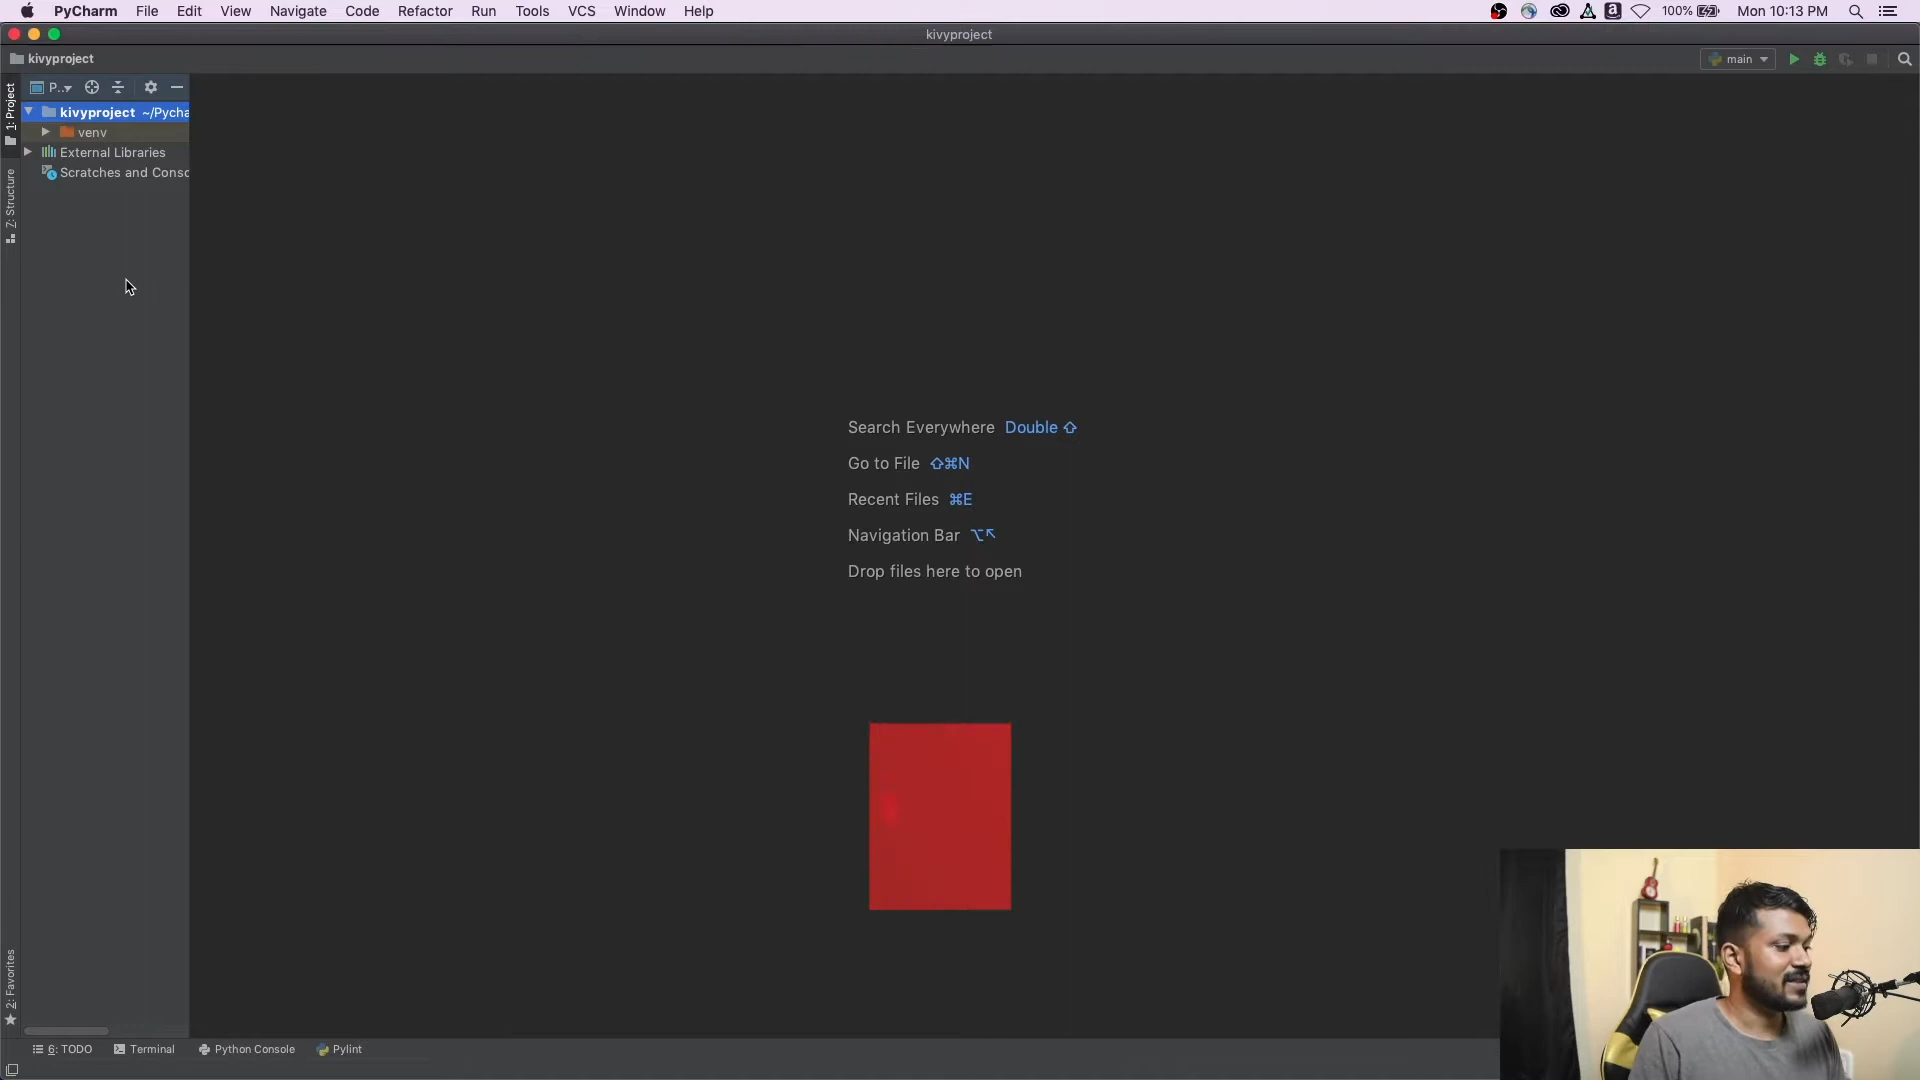 PyCharm File Edit View Navigate Code Refactor Run Tools VCS Window Help
100% Mon 10:13 PM
kivyproject
kivyproject
main
1: Project
P..
kivyproject ~/Pycha
venv
External Libraries
Scratches and Consc
7: Structure
Search Everywhere Double ⇧
Go to File ⇧⌘N
Recent Files ⌘E
Navigation Bar ⌥↖
Drop files here to open
2: Favorites
6: TODO Terminal Python Console Pylint